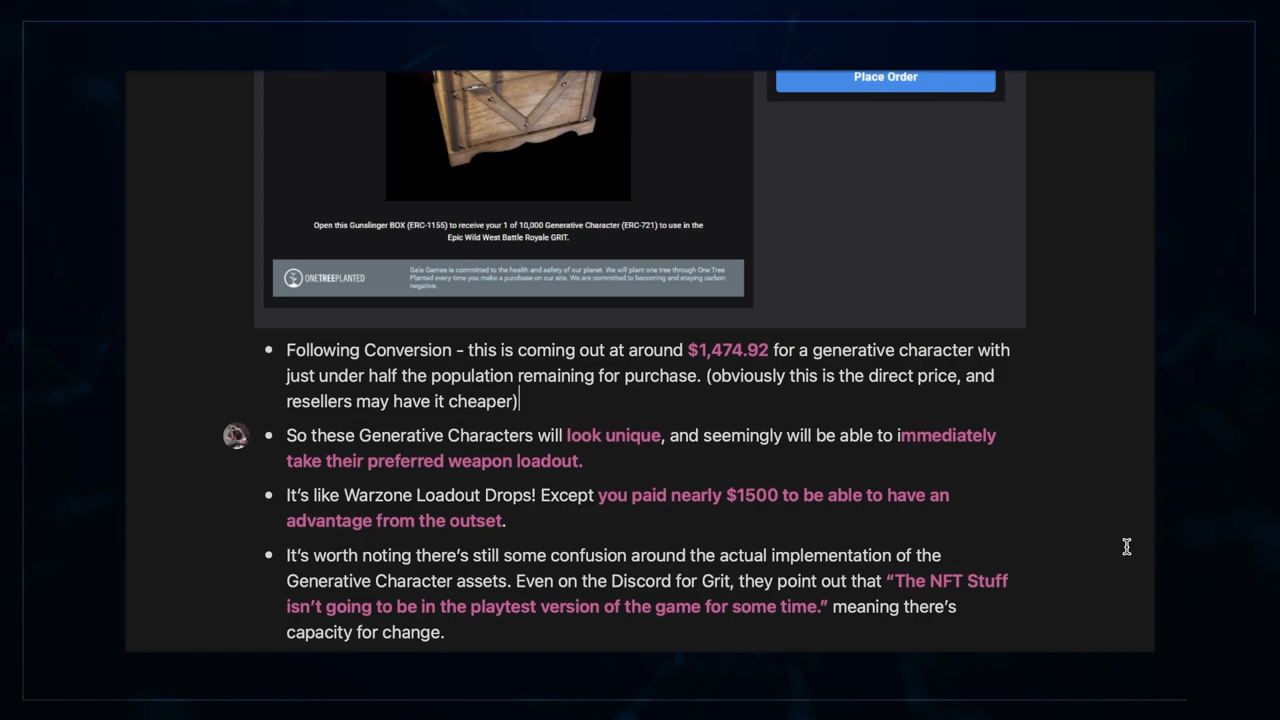 Place Order
Open this Gunslinger BOX (ERC-1155) to receive your 1 of 10,000 Generative Character (ERC-721) to use in the
Epic Wild West Battle Royale GRIT.
ONETREEPLANTED
Gala Games is committed to the health and safety of our planet. We will plant one tree through One Tree
Planted every time you make a purchase on our site. We are committed to becoming and staying carbon
negative.
• Following Conversion - this is coming out at around $1,474.92 for a generative character with
just under half the population remaining for purchase. (obviously this is the direct price, and
resellers may have it cheaper)
• So these Generative Characters will look unique, and seemingly will be able to immediately
take their preferred weapon loadout.
• It’s like Warzone Loadout Drops! Except you paid nearly $1500 to be able to have an
advantage from the outset.
• It’s worth noting there’s still some confusion around the actual implementation of the
Generative Character assets. Even on the Discord for Grit, they point out that “The NFT Stuff
isn’t going to be in the playtest version of the game for some time.” meaning there’s
capacity for change.